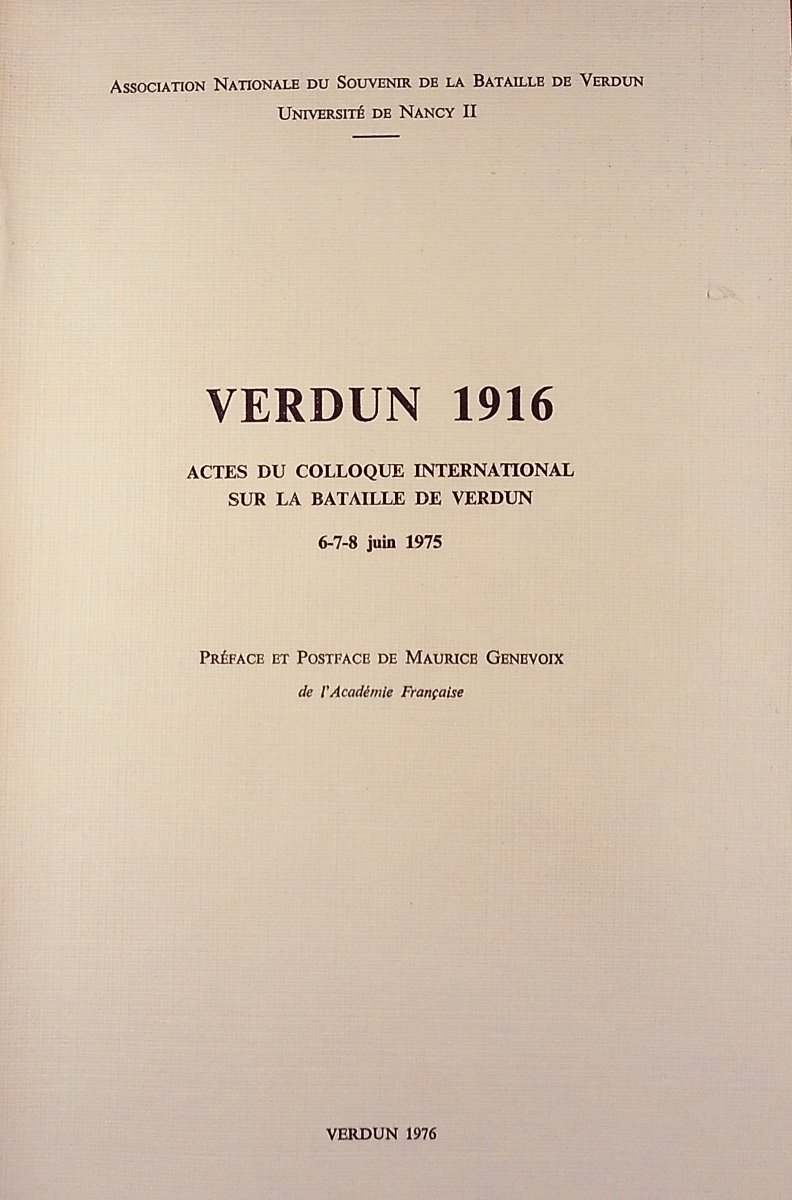 Association Nationale du Souvenir de la Bataille de Verdun
Université de Nancy II
VERDUN 1916
ACTES DU COLLOQUE INTERNATIONAL
SUR LA BATAILLE DE VERDUN
6-7-8 juin 1975
Préface et Postface de Maurice Genevoix
de l'Académie Française
VERDUN 1976